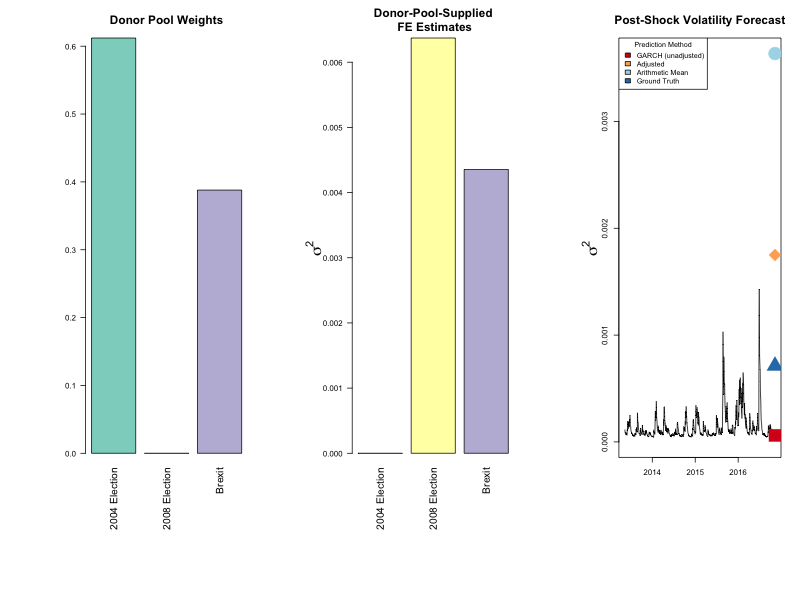 Donor Pool Weights
0.6
0.5
0.4
0.3
0.2
0.1
0.0
2004 Election
2008 Election
Brexit
Donor-Pool-Supplied
FE Estimates
σ²
0.006
0.005
0.004
0.003
0.002
0.001
0.000
2004 Election
2008 Election
Brexit
Post-Shock Volatility Forecast
Prediction Method
GARCH (unadjusted)
Adjusted
Arithmetic Mean
Ground Truth
σ²
0.003
0.002
0.001
0.000
2014
2015
2016